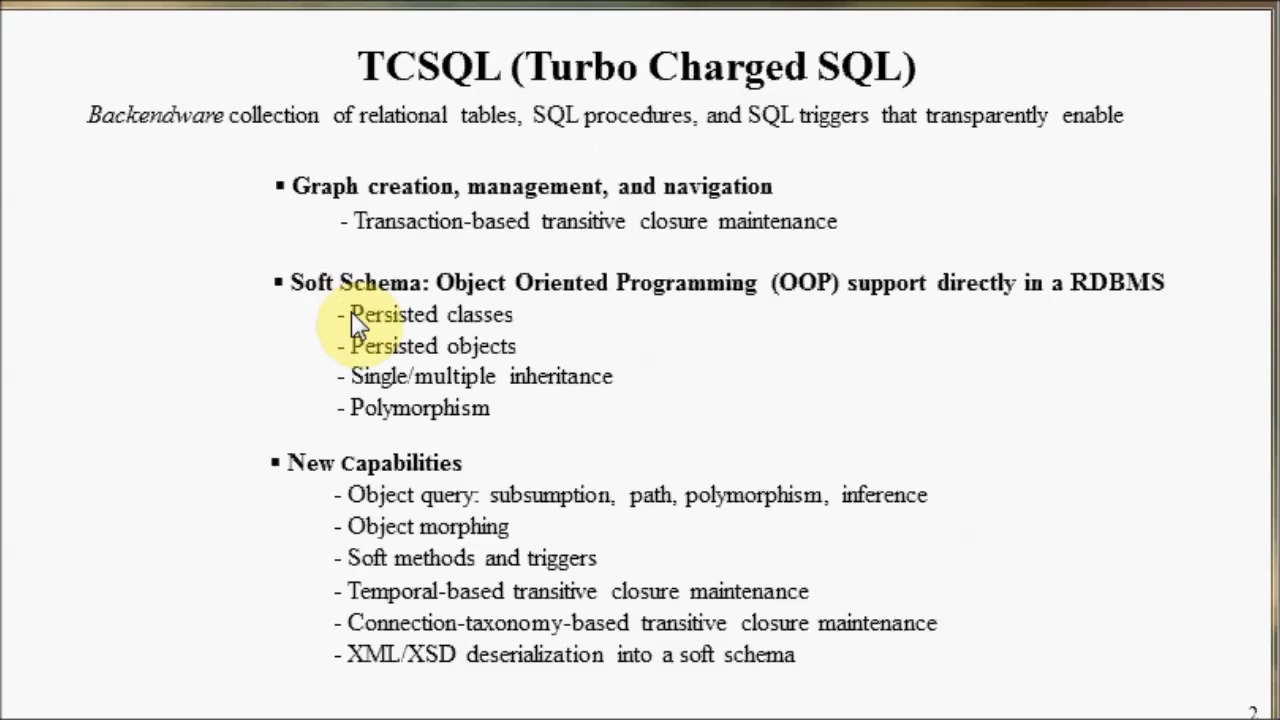 TCSQL (Turbo Charged SQL)
Backendware collection of relational tables, SQL procedures, and SQL triggers that transparently enable
▪ Graph creation, management, and navigation
- Transaction-based transitive closure maintenance
▪ Soft Schema: Object Oriented Programming (OOP) support directly in a RDBMS
- Persisted classes
- Persisted objects
- Single/multiple inheritance
- Polymorphism
▪ New Capabilities
- Object query: subsumption, path, polymorphism, inference
- Object morphing
- Soft methods and triggers
- Temporal-based transitive closure maintenance
- Connection-taxonomy-based transitive closure maintenance
- XML/XSD deserialization into a soft schema
2